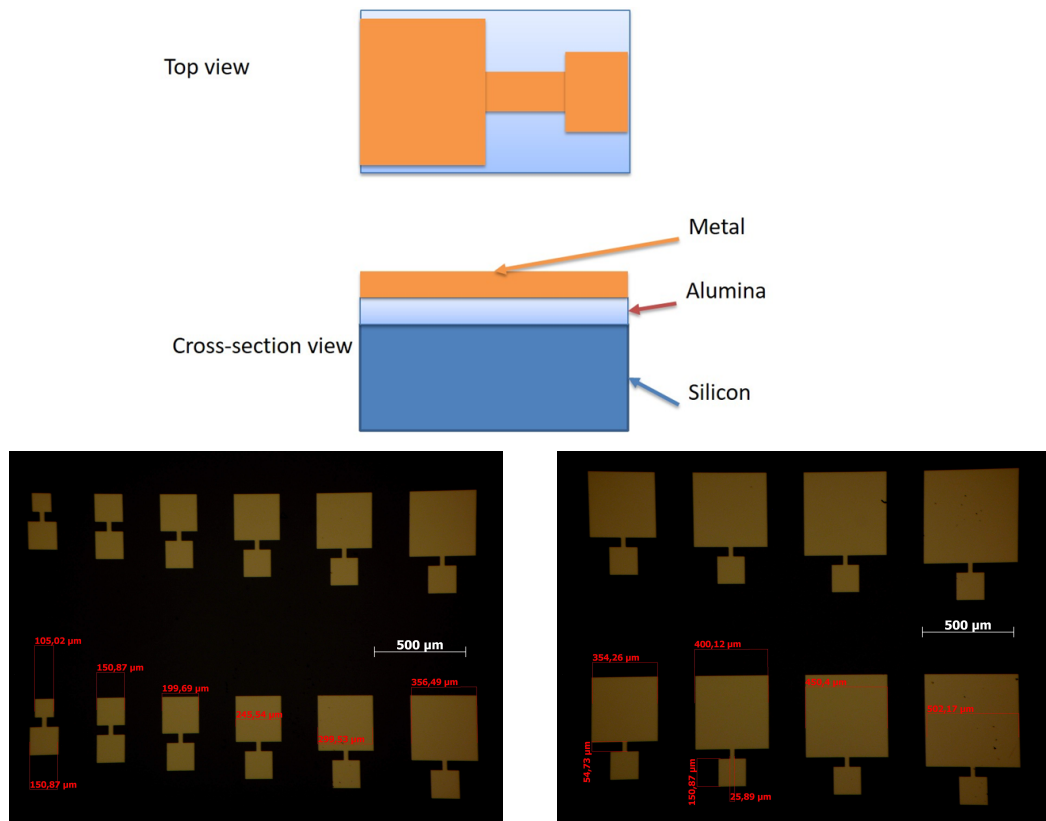 Top view
Metal
Alumina
Cross-section view
Silicon
105,02 µm
500 µm
150,87 µm
199,69 µm
356,49 µm
150,87 µm
500 µm
400,12 µm
354,26 µm
54,73 µm
150,87 µm
25,89 µm